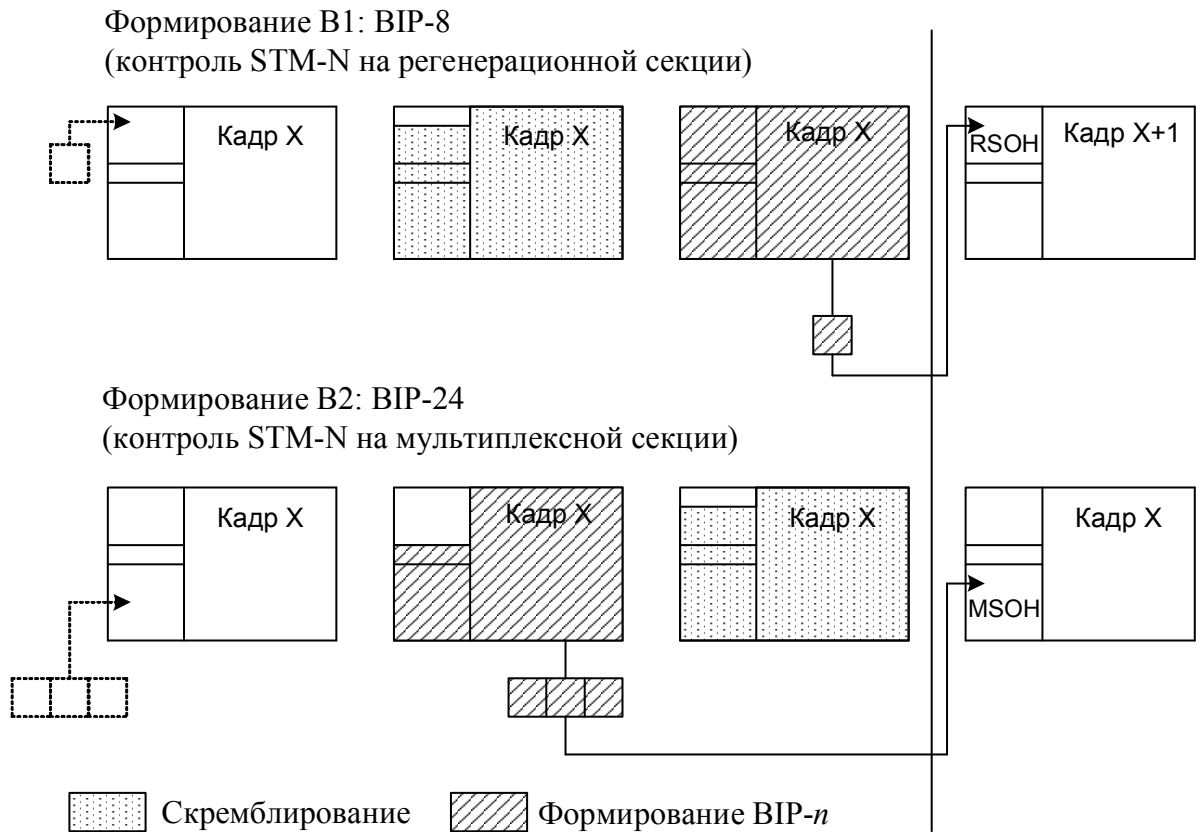 Формирование B1: BIP-8
(контроль STM-N на регенерационной секции)
Кадр X
Кадр X
Кадр X
RSOH
Кадр X+1
Формирование B2: BIP-24
(контроль STM-N на мультиплексной секции)
Кадр X
Кадр X
Кадр X
Кадр X
MSOH
Скремблирование
Формирование BIP-n